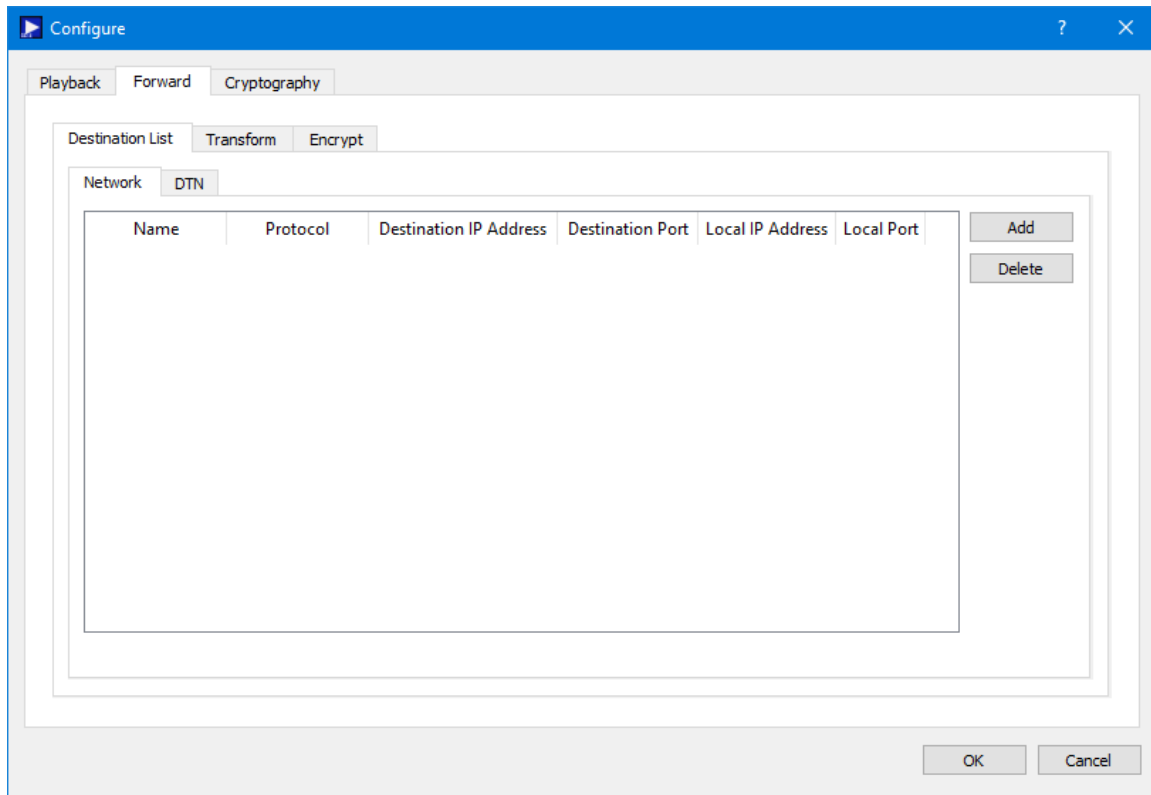 Configure
?
Playback Forward Cryptography
Destination List Transform Encrypt
Network DTN
Name Protocol Destination IP Address Destination Port Local IP Address Local Port
Add
Delete
OK Cancel